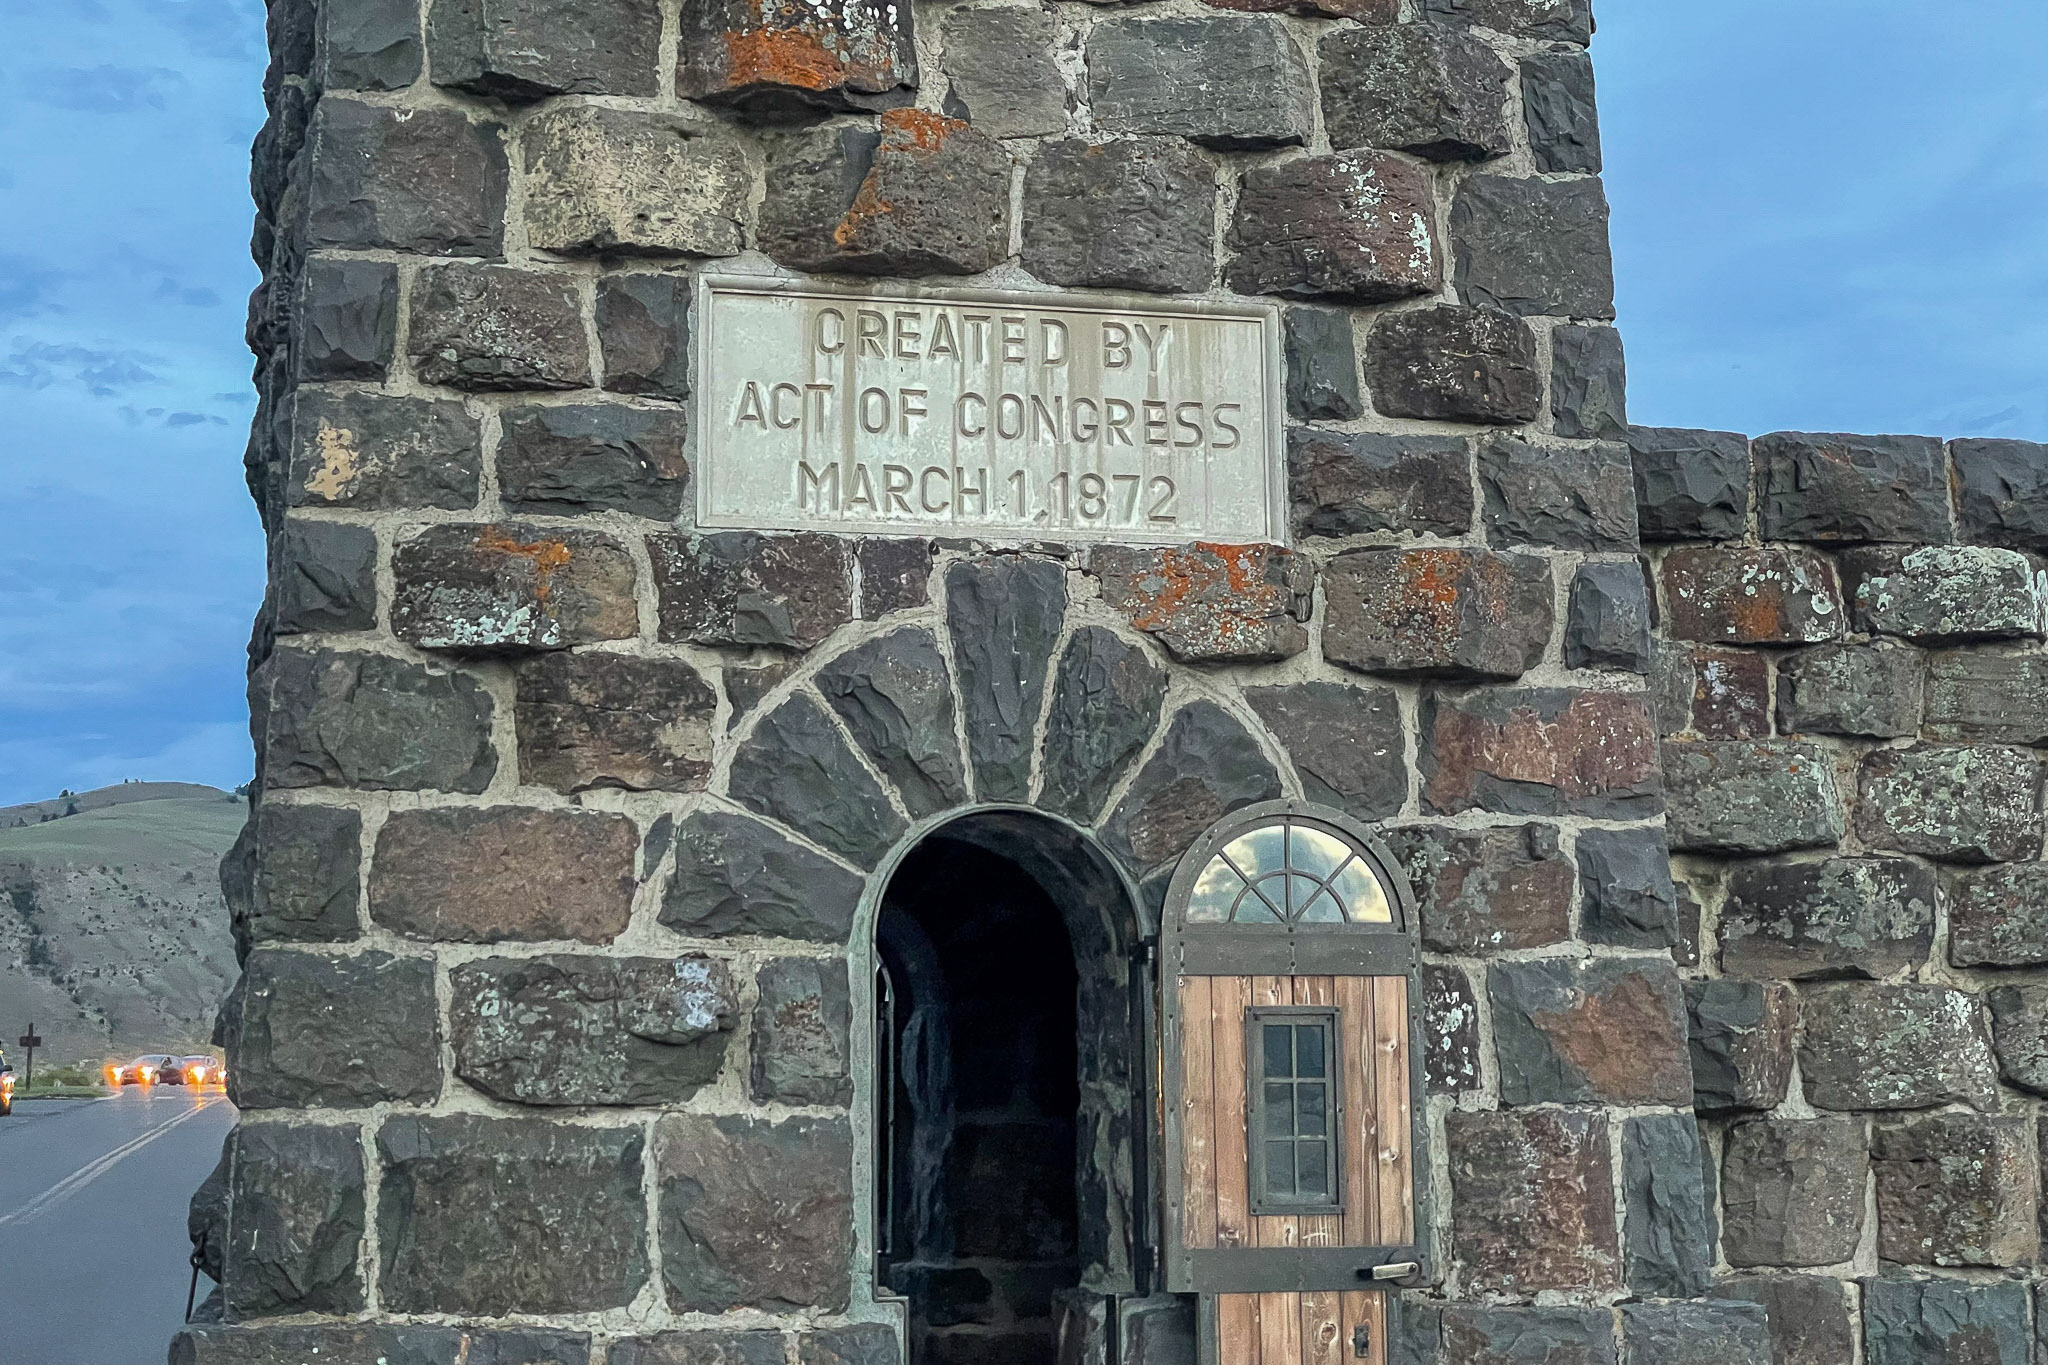 CREATED BY
ACT OF CONGRESS
MARCH 1, 1872